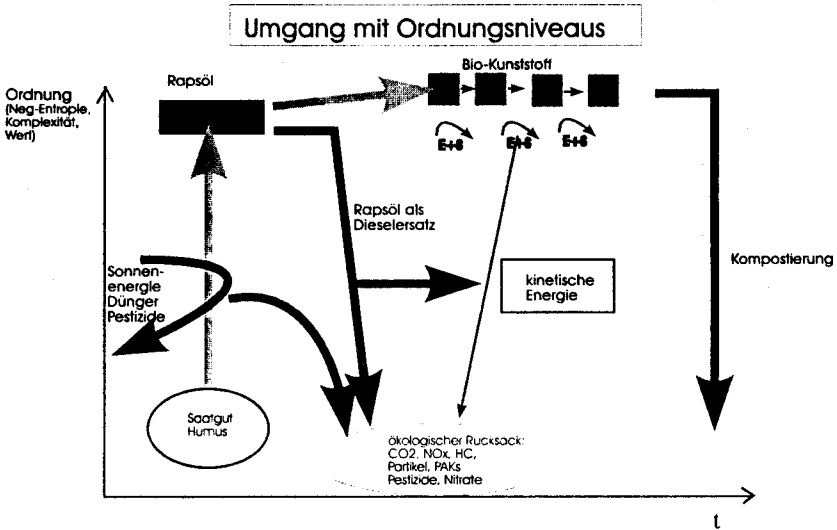 Umgang mit Ordnungsniveaus
Bio-Kunststoff
Rapsöl
Ordnung
(Neg-Entropie,
Komplexität,
Wert)
E+S
E+S
E+S
Rapsöl als
Dieselersatz
Kompostierung
Sonnen-
energie
Dünger
Pestizide
kinetische
Energie
Saatgut
Humus
ökologischer Rucksack:
CO2, NOx, HC,
Partikel, PAKs
Pestizide, Nitrate
t